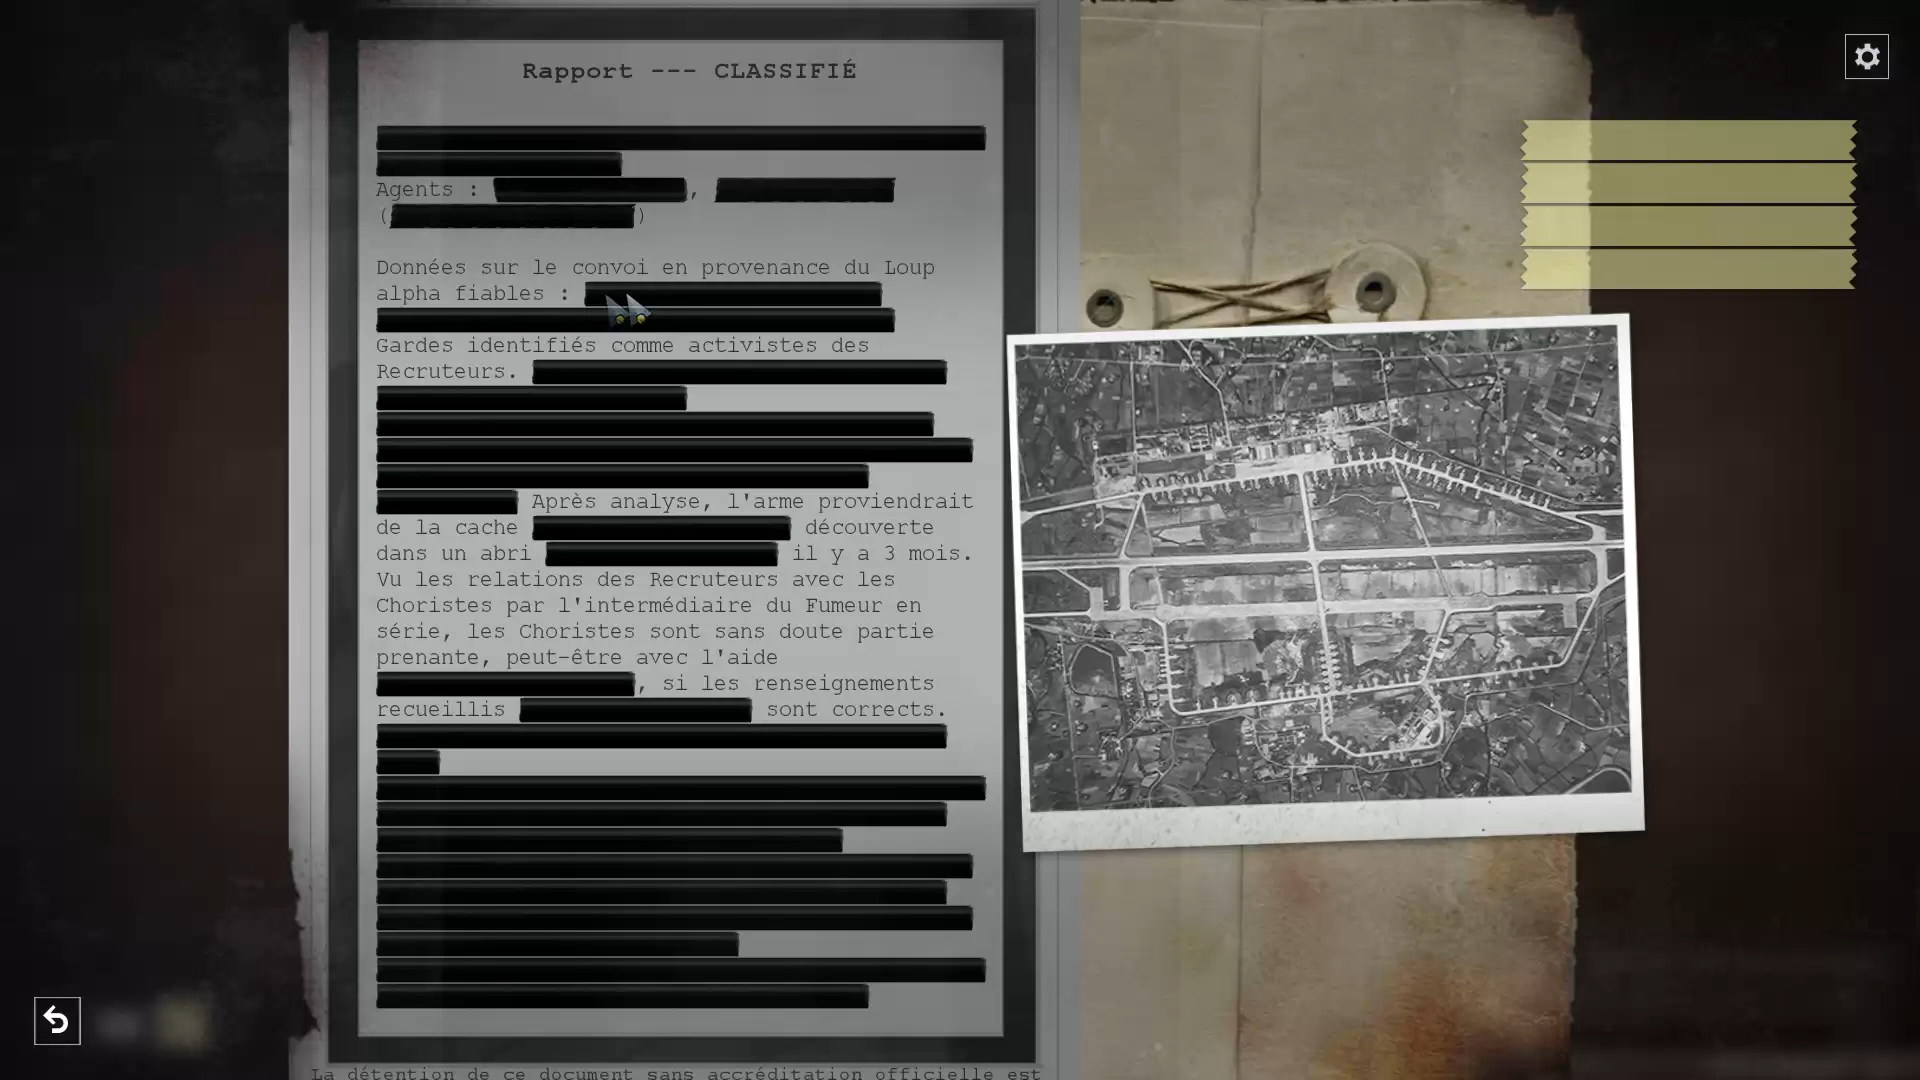 Rapport --- CLASSIFIÉ
Agents : ,
( )
Données sur le convoi en provenance du Loup
alpha fiables :
Gardes identifiés comme activistes des
Recruteurs.
Après analyse, l'arme proviendrait
de la cache découverte
dans un abri il y a 3 mois.
Vu les relations des Recruteurs avec les
Choristes par l'intermédiaire du Fumeur en
série, les Choristes sont sans doute partie
prenante, peut-être avec l'aide
, si les renseignements
recueillis sont corrects.
La détention de ce document sans accréditation officielle est